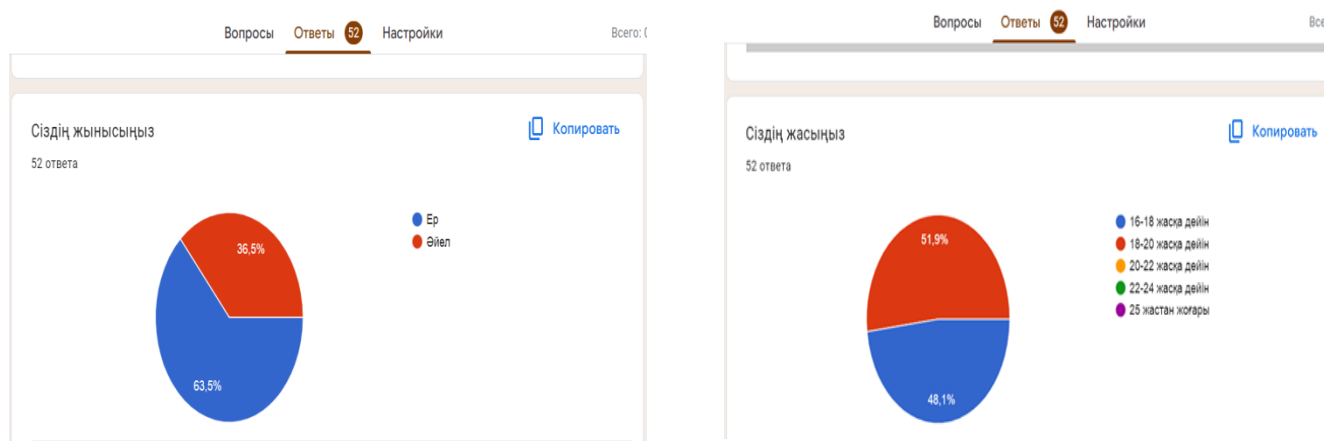 Вопросы Ответы 52 Настройки Всего: 0
Сіздің жынысыңыз
Копировать
52 ответа
36,5%
63,5%
Ер
Әйел
Вопросы Ответы 52 Настройки
Сіздің жасыңыз
Копировать
52 ответа
51,9%
48,1%
16-18 жасқа дейін
18-20 жасқа дейін
20-22 жасқа дейін
22-24 жасқа дейін
25 жастан жоғары